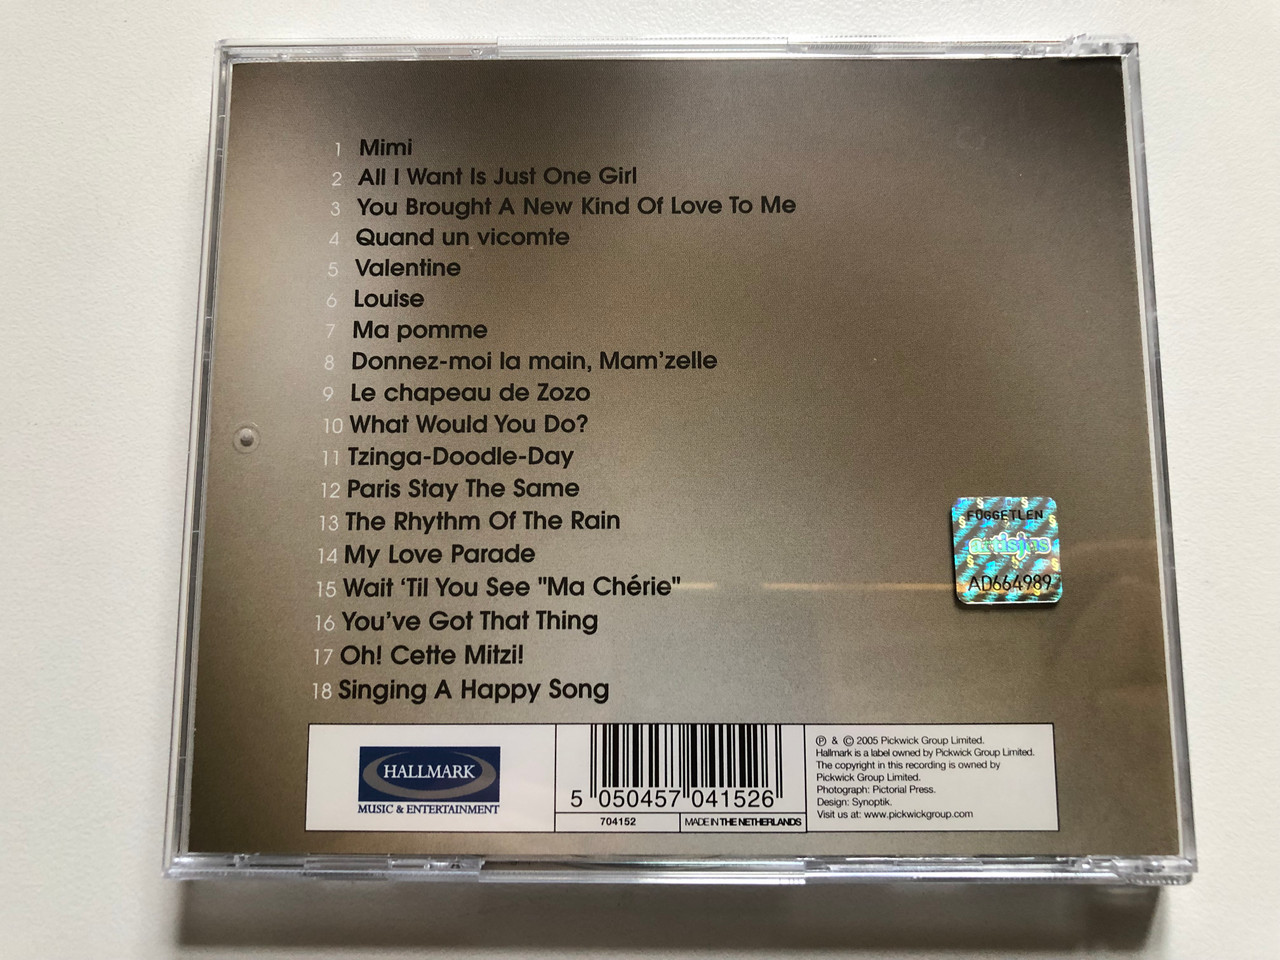 1 Mimi
2 All I Want Is Just One Girl
3 You Brought A New Kind Of Love To Me
4 Quand un vicomte
5 Valentine
6 Louise
7 Ma pomme
8 Donnez-moi la main, Mam'zelle
9 Le chapeau de Zozo
10 What Would You Do?
11 Tzinga-Doodle-Day
12 Paris Stay The Same
13 The Rhythm Of The Rain
14 My Love Parade
15 Wait ‘Til You See "Ma Chérie"
16 You've Got That Thing
17 Oh! Cette Mitzi!
18 Singing A Happy Song
FÜGGETLEN
artisjus
AD664989
HALLMARK
MUSIC & ENTERTAINMENT
5 050457 041526
704152
MADE IN THE NETHERLANDS
℗ & © 2005 Pickwick Group Limited.
Hallmark is a label owned by Pickwick Group Limited.
The copyright in this recording is owned by
Pickwick Group Limited.
Photograph: Pictorial Press.
Design: Synoptik.
Visit us at: www.pickwickgroup.com